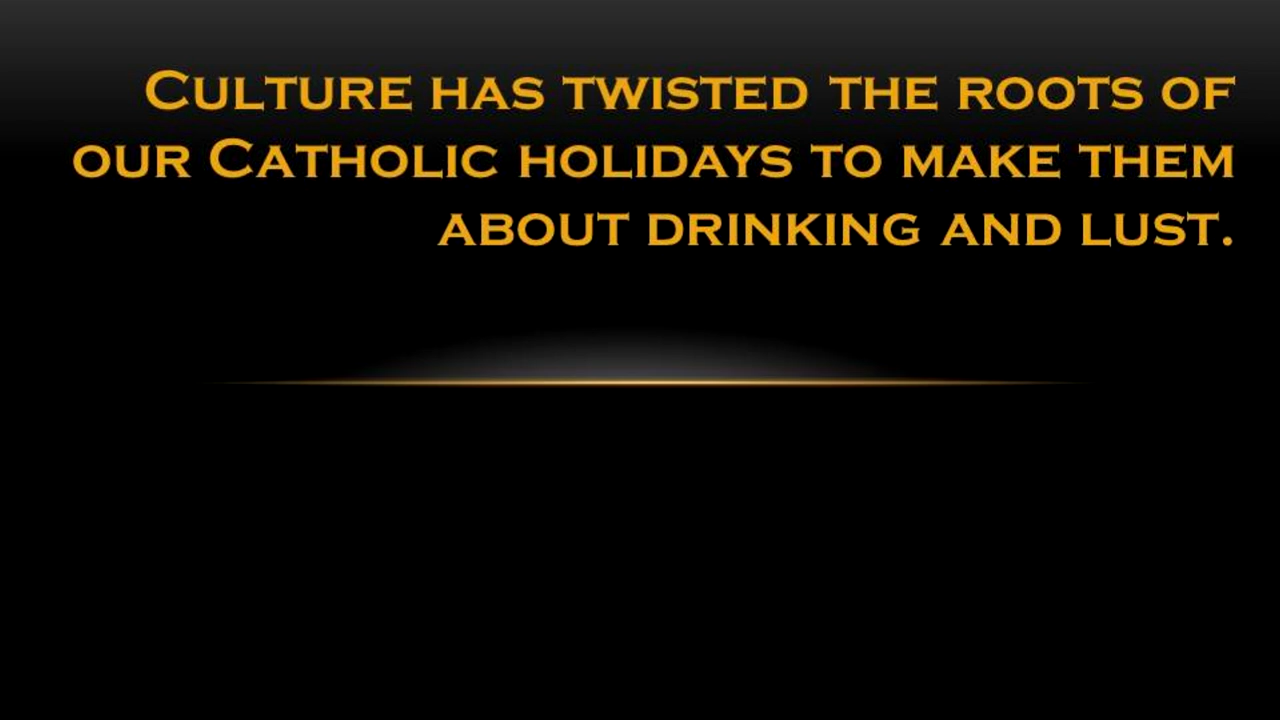 Culture has twisted the roots of
our Catholic holidays to make them
about drinking and lust.